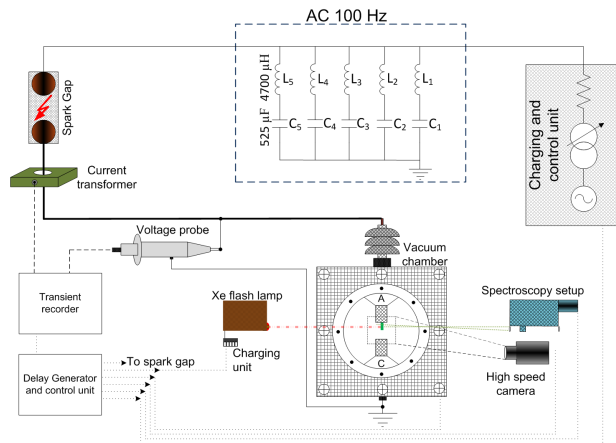 AC 100 Hz
L₅
L₄
L₃
L₂
L₁
4700 μH
525 μF
C₅
C₄
C₃
C₂
C₁
Spark Gap
Charging and
control unit
Current
transformer
Voltage probe
Vacuum
chamber
Transient
recorder
Xe flash lamp
A
C
Spectroscopy setup
Charging
unit
To spark gap
Delay Generator
and control unit
High speed
camera